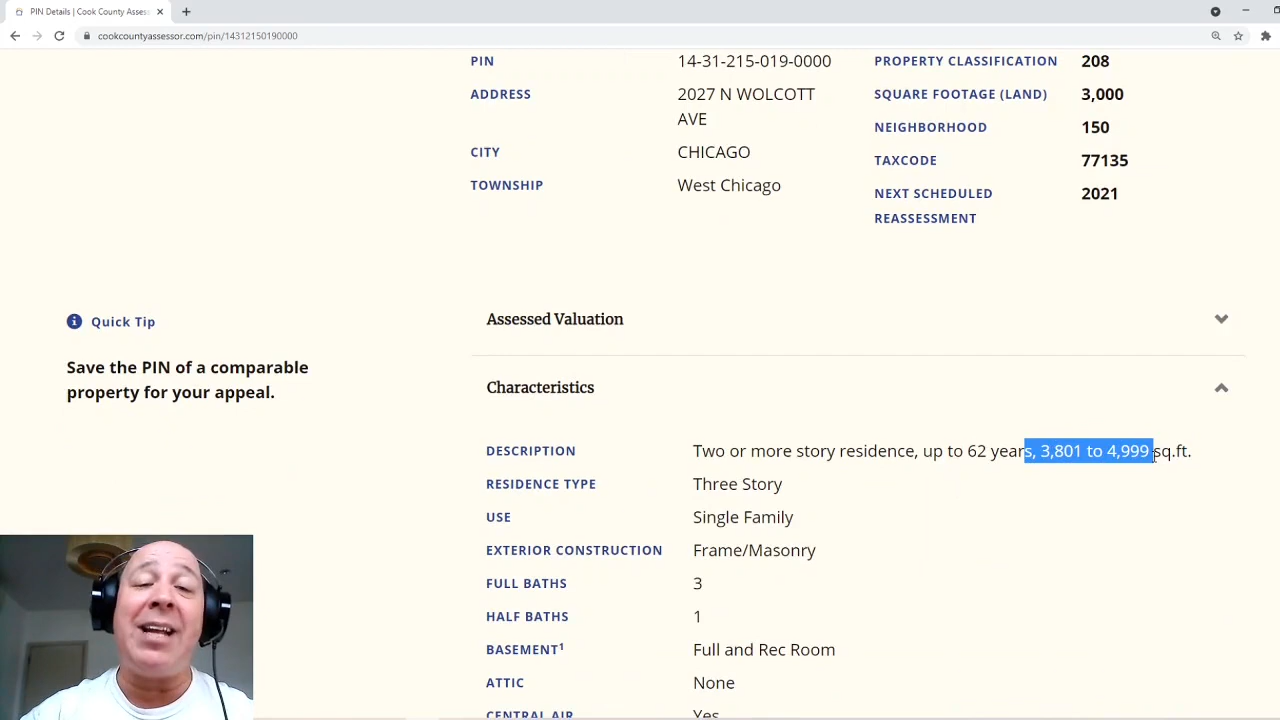 PIN Details | Cook County Assess
cookcountyassessor.com/pin/14312150190000
PIN 14-31-215-019-0000 PROPERTY CLASSIFICATION 208
ADDRESS 2027 N WOLCOTT AVE SQUARE FOOTAGE (LAND) 3,000
NEIGHBORHOOD 150
CITY CHICAGO TAXCODE 77135
TOWNSHIP West Chicago NEXT SCHEDULED REASSESSMENT 2021
Quick Tip
Save the PIN of a comparable
property for your appeal.
Assessed Valuation
Characteristics
DESCRIPTION Two or more story residence, up to 62 years, 3,801 to 4,999 sq.ft.
RESIDENCE TYPE Three Story
USE Single Family
EXTERIOR CONSTRUCTION Frame/Masonry
FULL BATHS 3
HALF BATHS 1
BASEMENT¹ Full and Rec Room
ATTIC None
CENTRAL AIR Yes